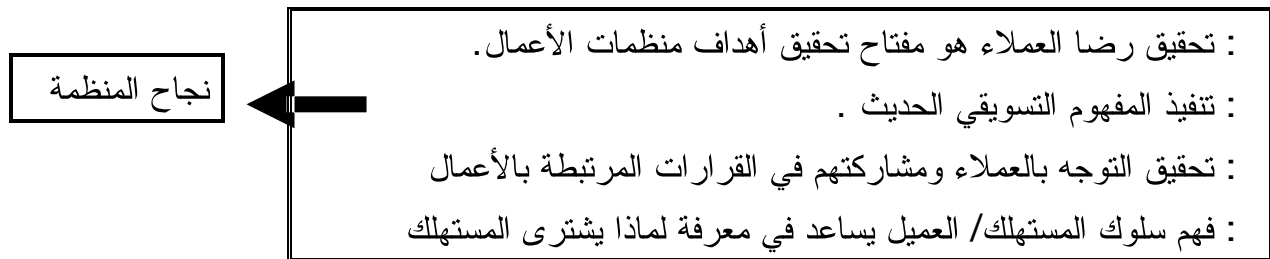 : تحقيق رضا العملاء هو مفتاح تحقيق أهداف منظمات الأعمال.
: تنفيذ المفهوم التسويقي الحديث .
: تحقيق التوجه بالعملاء ومشاركتهم في القرارات المرتبطة بالأعمال
: فهم سلوك المستهلك/ العميل يساعد في معرفة لماذا يشترى المستهلك
نجاح المنظمة